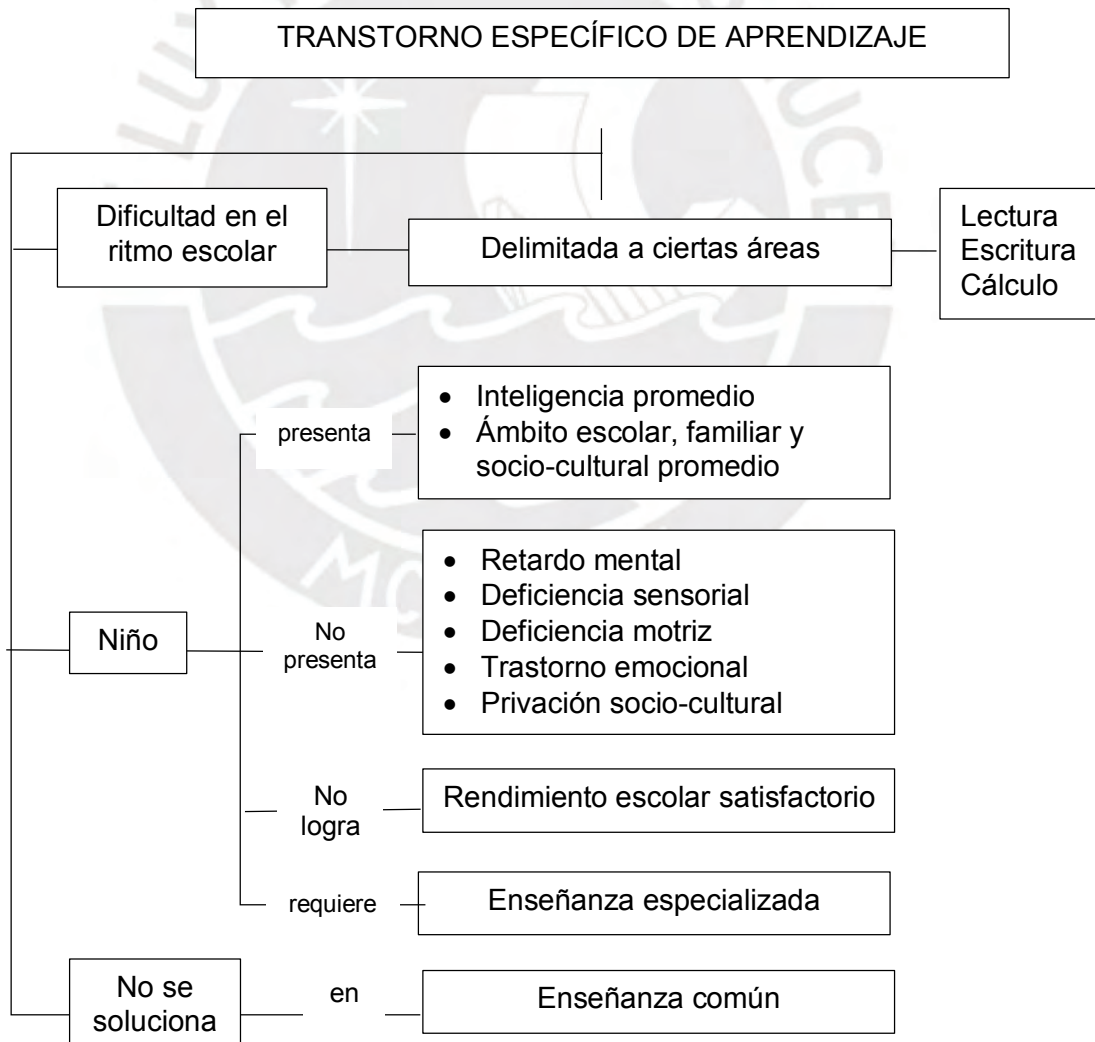 TRANSTORNO ESPECÍFICO DE APRENDIZAJE
Dificultad en el
ritmo escolar
Delimitada a ciertas áreas
Lectura
Escritura
Cálculo
presenta
• Inteligencia promedio
• Ámbito escolar, familiar y
socio-cultural promedio
Niño
No
presenta
• Retardo mental
• Deficiencia sensorial
• Deficiencia motriz
• Trastorno emocional
• Privación socio-cultural
No
logra
Rendimiento escolar satisfactorio
requiere
Enseñanza especializada
No se
soluciona
en
Enseñanza común